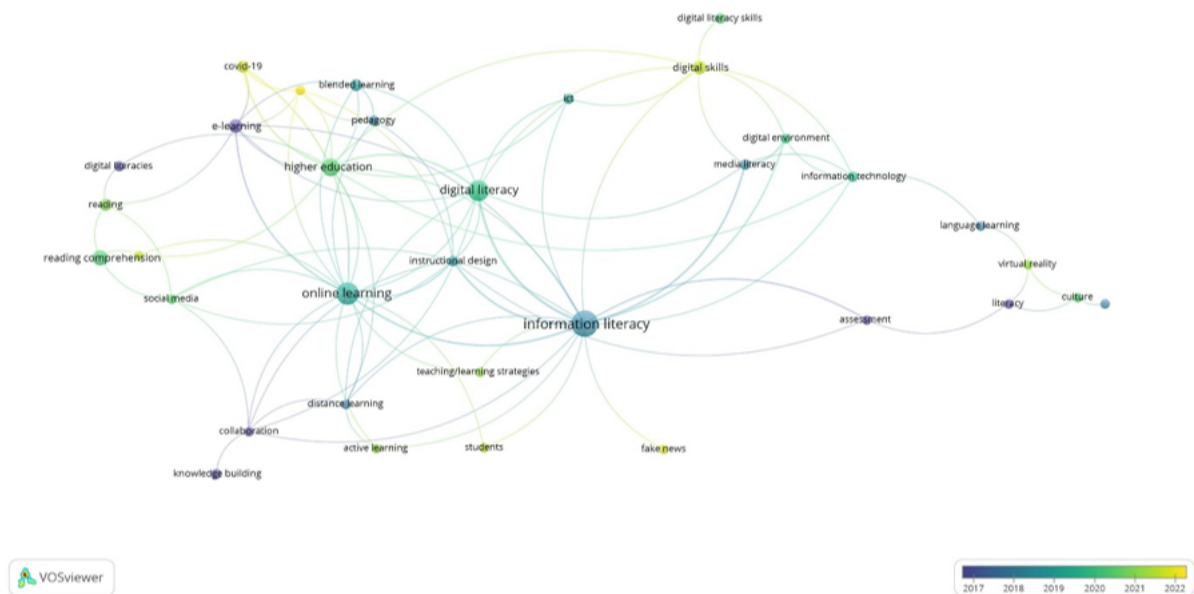 digital literacy skills
covid-19
digital skills
blended learning
ict
pedagogy
e-learning
digital environment
digital literacies
higher education
media literacy
information technology
digital literacy
reading
language learning
reading comprehension
instructional design
virtual reality
social media
online learning
literacy
culture
information literacy
assessment
teaching/learning strategies
distance learning
collaboration
active learning
students
fake news
knowledge building
VOSviewer
2017 2018 2019 2020 2021 2022